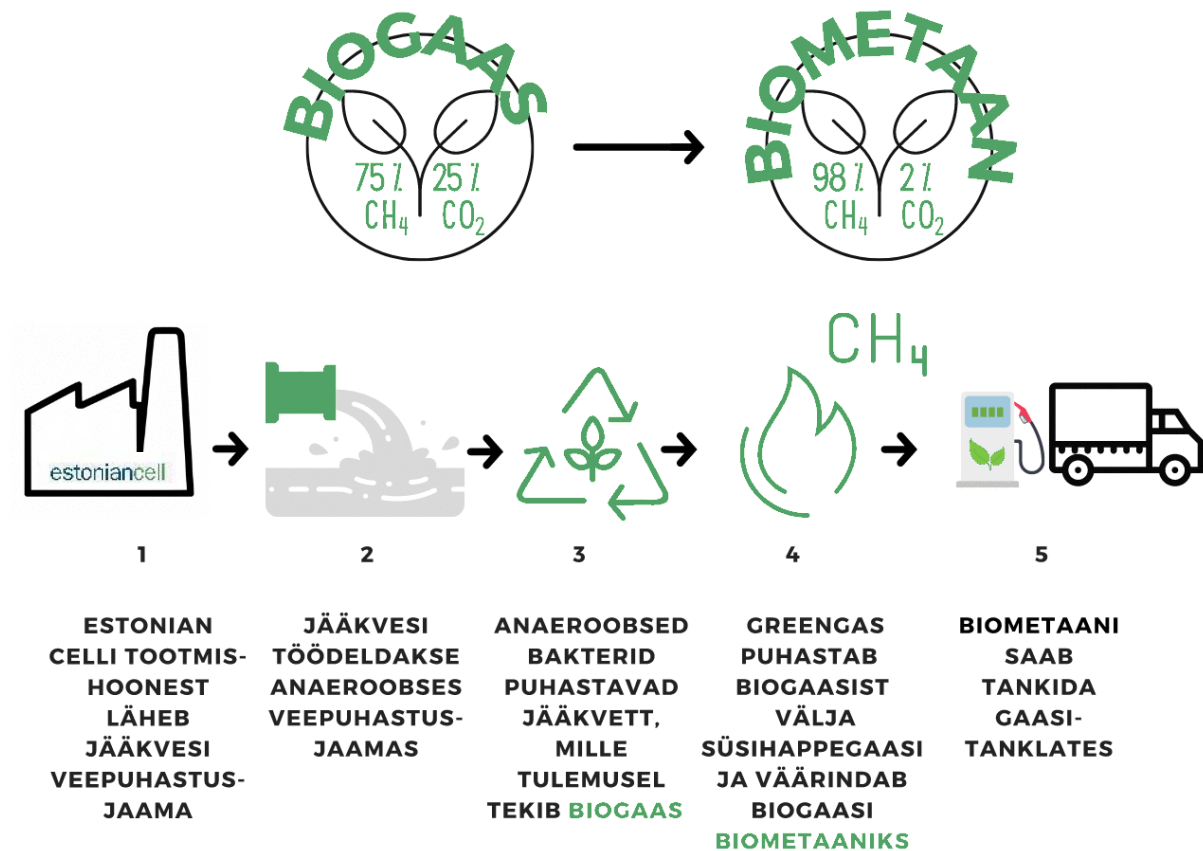 BIOGAAS
75 % 25 %
CH₄ CO₂
BIOMETAAN
98 % 2 %
CH₄ CO₂
estoniancell
CH₄
1
ESTONIAN
CELLI TOOTMIS-
HOONEST
LÄHEB
JÄÄKVESI
VEEPUHASTUS-
JAAMA
2
JÄÄKVESI
TÖÖDELDAKSE
ANAEROOBSES
VEEPUHASTUS-
JAAMAS
3
ANAEROOBSED
BAKTERID
PUHASTAVAD
JÄÄKVETT,
MILLE
TULEMUSEL
TEKIB BIOGAAS
4
GREENGAS
PUHASTAB
BIOGAASIST
VÄLJA
SÜSIHAPPEGAASI
JA VÄÄRINDAB
BIOGAASI
BIOMETAANIKS
5
BIOMETAANI
SAAB
TANKIDA
GAASI-
TANKLATES